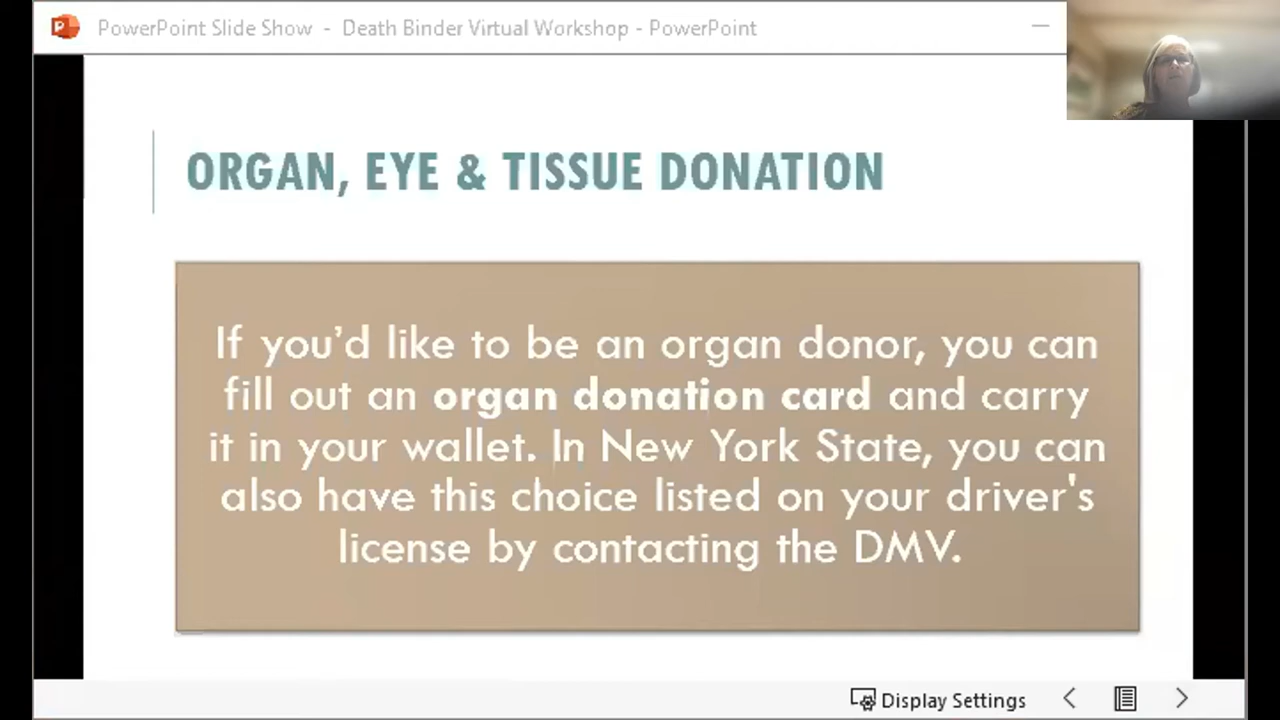 PowerPoint Slide Show - Death Binder Virtual Workshop - PowerPoint
ORGAN, EYE & TISSUE DONATION
If you'd like to be an organ donor, you can
fill out an organ donation card and carry
it in your wallet. In New York State, you can
also have this choice listed on your driver's
license by contacting the DMV.
Display Settings